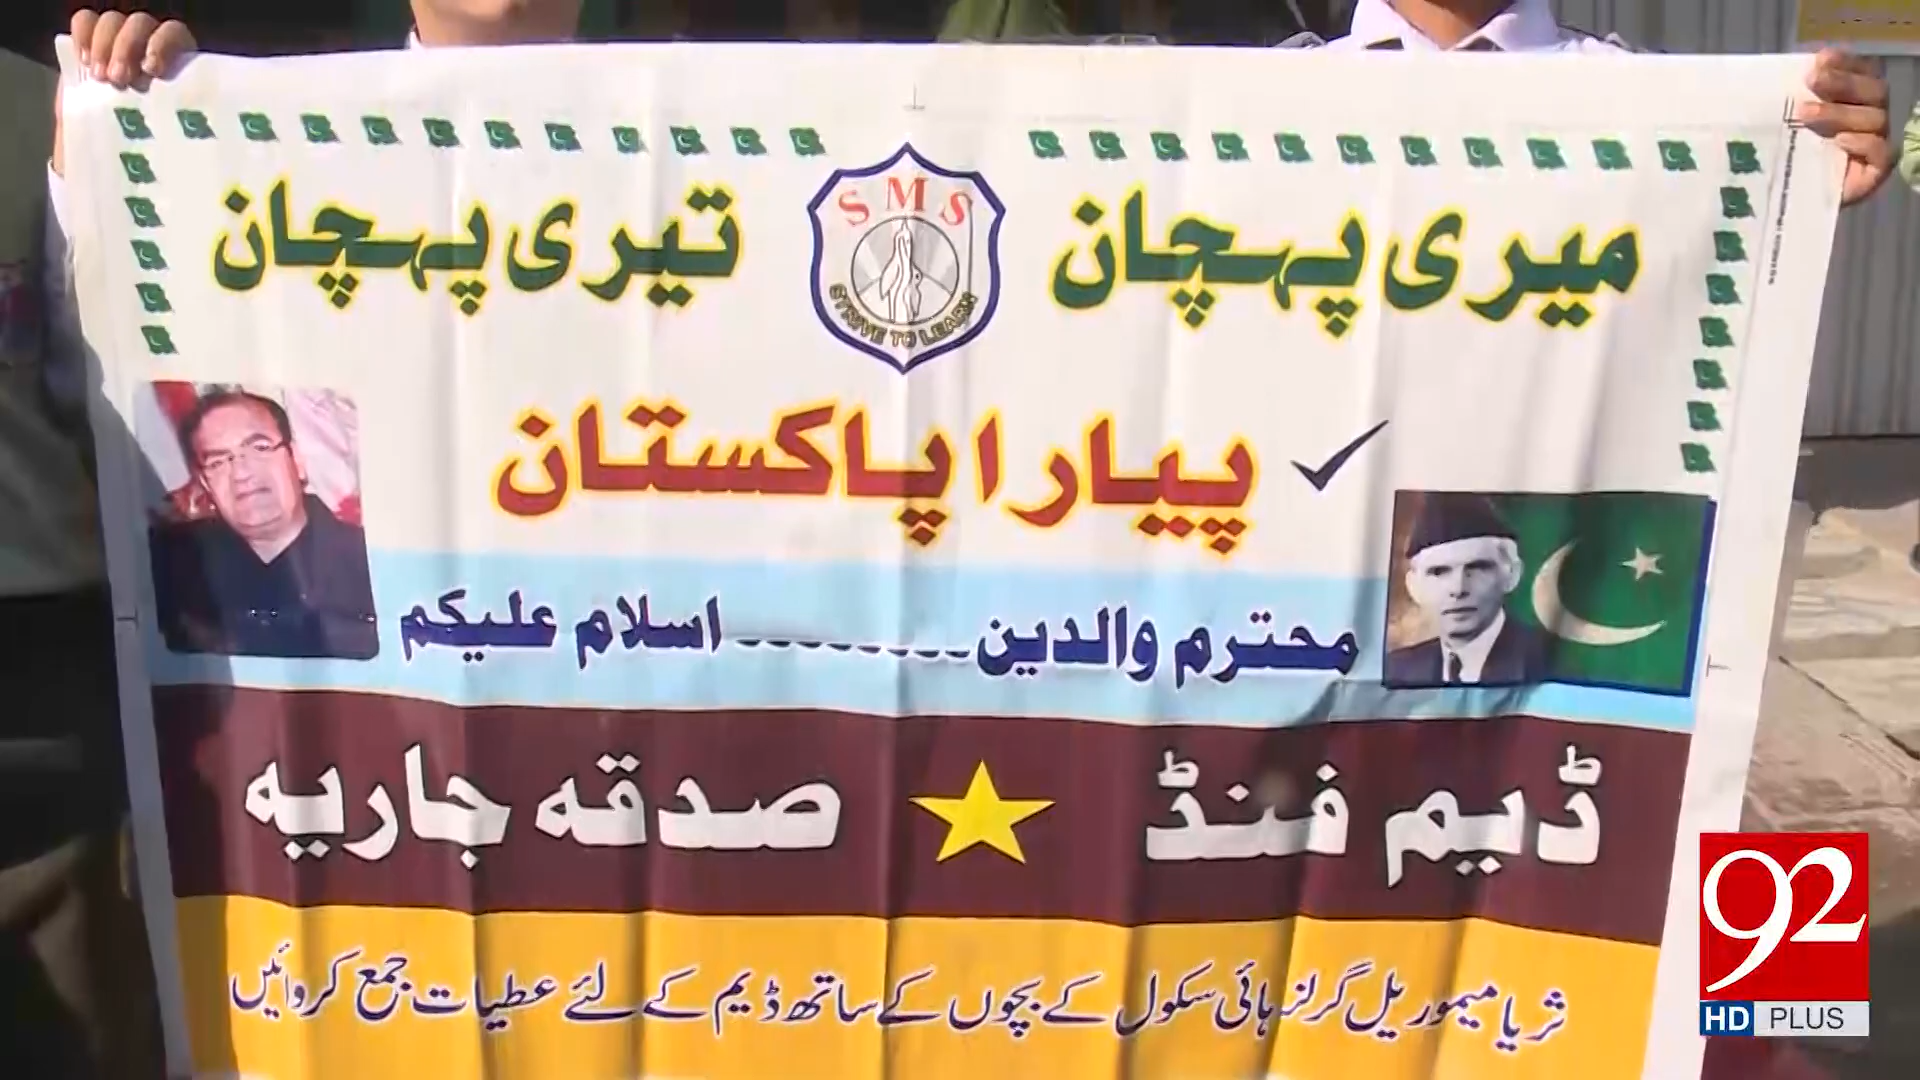 میری پہچان تیری پہچان
SMS
STRIVE TO LEARN
پیارا پاکستان
محترم والدین........اسلام علیکم
ڈیم فنڈ ★ صدقہ جاریہ
ثریا میموریل گرلز ہائی سکول کے بچوں کے ساتھ ڈیم کے لئے عطیات جمع کروائیں
92
HD PLUS